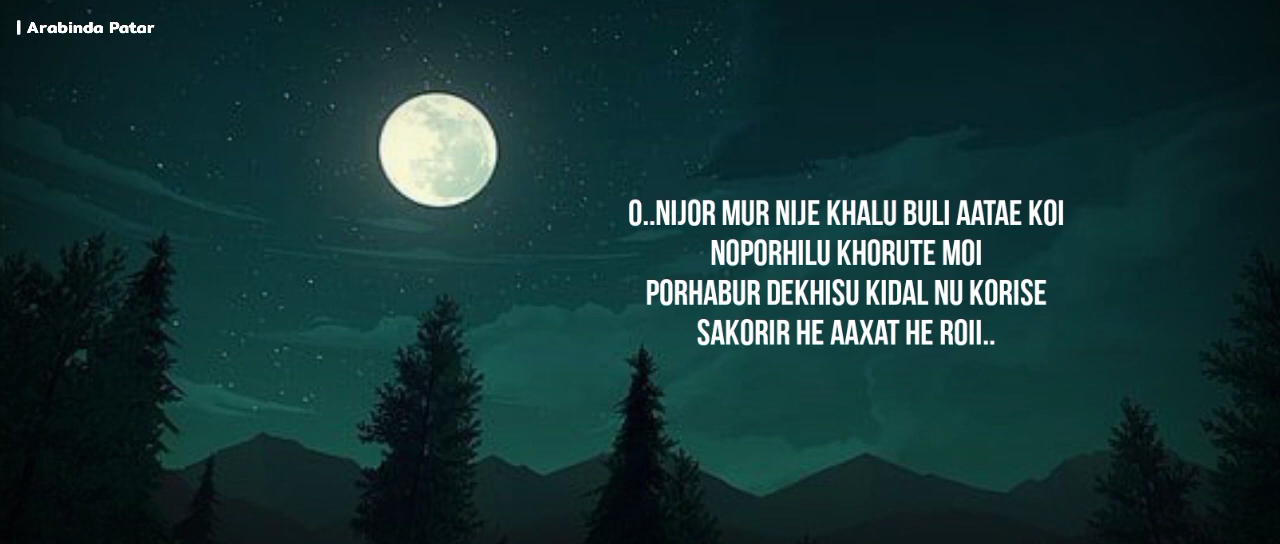 | Arabinda Patar
O..NIJOR MUR NIJE KHALU BULI AATAE KOI
NOPORHILU KHORUTE MOI
PORHABUR DEKHISU KIDAL NU KORISE
SAKORIR HE AAXAT HE ROII..